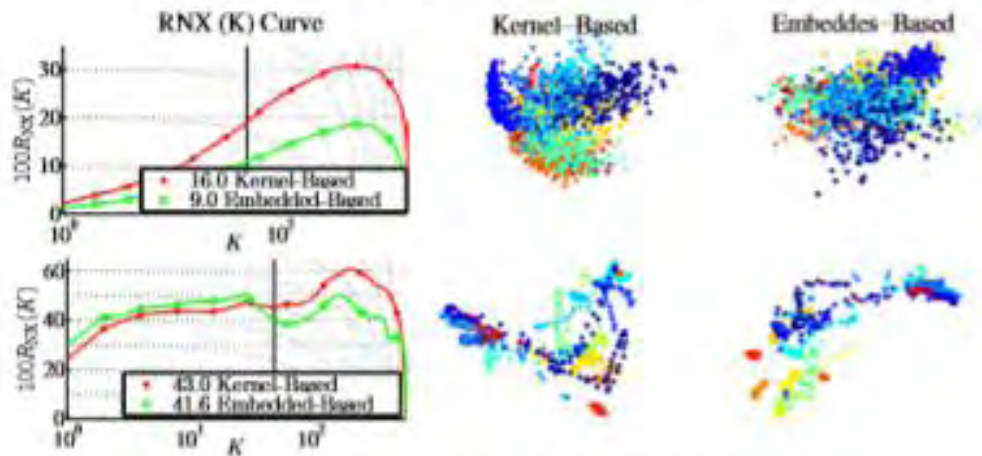 RNX (K) Curve
Kernel-Based
Embeddes-Based
100R_NX(K)
30
20
10
0
16.0 Kernel-Based
9.0 Embedded-Based
10^0
K
100R_NX(K)
60
40
20
0
43.0 Kernel-Based
41.6 Embedded-Based
10^0
10^1
10^2
K